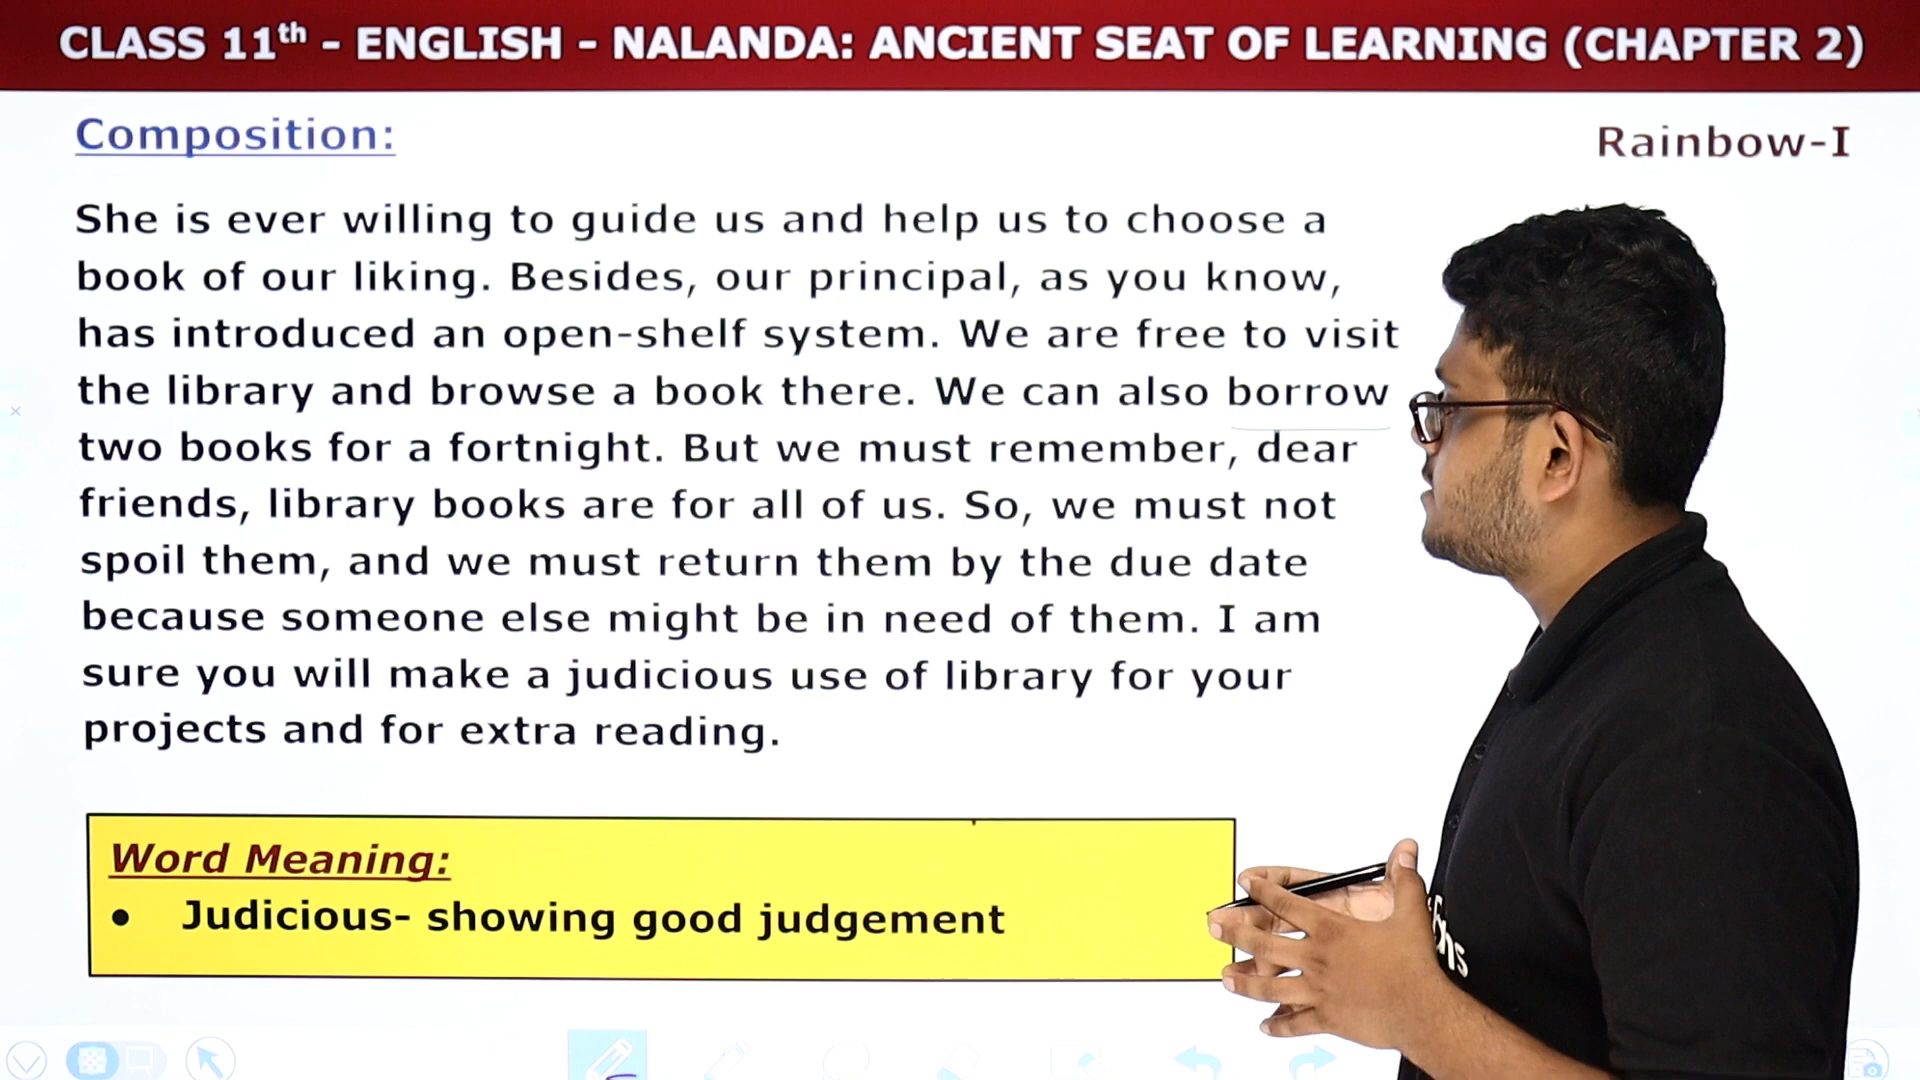 CLASS 11th - ENGLISH - NALANDA: ANCIENT SEAT OF LEARNING (CHAPTER 2)
Composition:
Rainbow-I
She is ever willing to guide us and help us to choose a
book of our liking. Besides, our principal, as you know,
has introduced an open-shelf system. We are free to visit
the library and browse a book there. We can also borrow
two books for a fortnight. But we must remember, dear
friends, library books are for all of us. So, we must not
spoil them, and we must return them by the due date
because someone else might be in need of them. I am
sure you will make a judicious use of library for your
projects and for extra reading.
Word Meaning:
● Judicious- showing good judgement